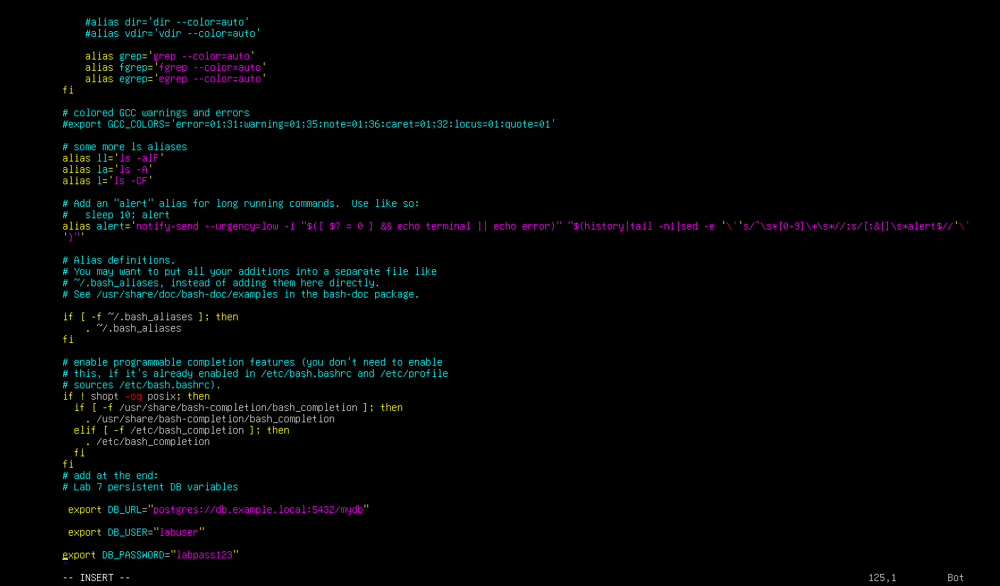 #alias dir='dir --color=auto'
    #alias vdir='vdir --color=auto'

    alias grep='grep --color=auto'
    alias fgrep='fgrep --color=auto'
    alias egrep='egrep --color=auto'
fi

# colored GCC warnings and errors
#export GCC_COLORS='error=01;31:warning=01;35:note=01;36:caret=01;32:locus=01:quote=01'

# some more ls aliases
alias ll='ls -alF'
alias la='ls -A'
alias l='ls -CF'

# Add an "alert" alias for long running commands.  Use like so:
#   sleep 10; alert
alias alert='notify-send --urgency=low -i "$([ $? = 0 ] && echo terminal || echo error)" "$(history|tail -n1|sed -e '\''s/^\s*[0-9]\+\s*//;s/[;&|]\s*alert$//'\'
')"'

# Alias definitions.
# You may want to put all your additions into a separate file like
# ~/.bash_aliases, instead of adding them here directly.
# See /usr/share/doc/bash-doc/examples in the bash-doc package.

if [ -f ~/.bash_aliases ]; then
    . ~/.bash_aliases
fi

# enable programmable completion features (you don't need to enable
# this, if it's already enabled in /etc/bash.bashrc and /etc/profile
# sources /etc/bash.bashrc).
if ! shopt -oq posix; then
  if [ -f /usr/share/bash-completion/bash_completion ]; then
    . /usr/share/bash-completion/bash_completion
  elif [ -f /etc/bash_completion ]; then
    . /etc/bash_completion
  fi
fi
# add at the end:
# Lab 7 persistent DB variables

 export DB_URL="postgres://db.example.local:5432/mydb"

 export DB_USER="labuser"

export DB_PASSWORD="labpass123"

-- INSERT --                                                                                                                                  125,1         Bot